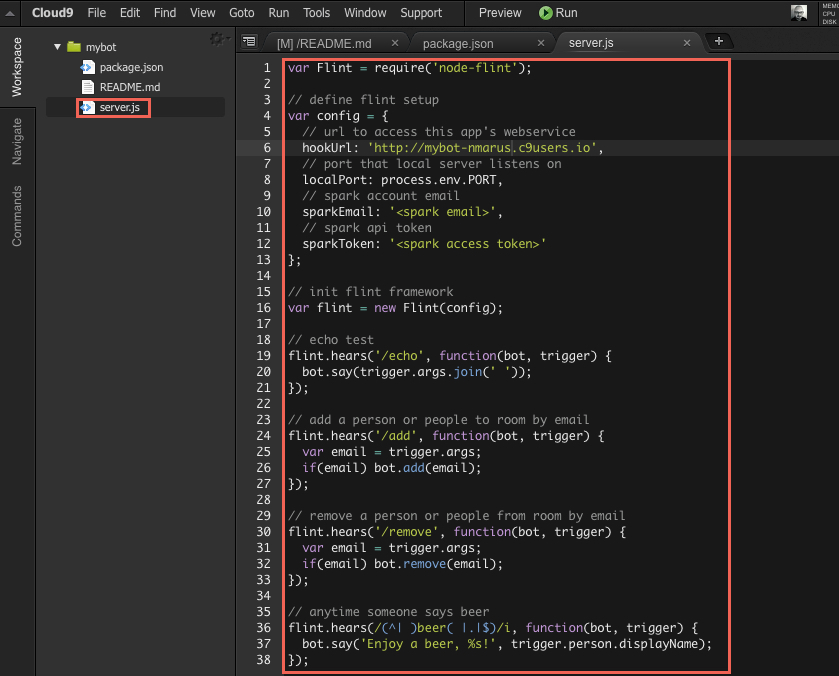 Cloud9 File Edit Find View Goto Run Tools Window Support Preview Run
MEMO
CPU
DISK
Workspace
Navigate
Commands
mybot
package.json
README.md
server.js
[M] /README.md × package.json × server.js × +
1 var Flint = require('node-flint');
2
3 // define flint setup
4 var config = {
5 // url to access this app's webservice
6 hookUrl: 'http://mybot-nmarus.c9users.io',
7 // port that local server listens on
8 localPort: process.env.PORT,
9 // spark account email
10 sparkEmail: '<spark email>',
11 // spark api token
12 sparkToken: '<spark access token>'
13 };
14
15 // init flint framework
16 var flint = new Flint(config);
17
18 // echo test
19 flint.hears('/echo', function(bot, trigger) {
20 bot.say(trigger.args.join(' '));
21 });
22
23 // add a person or people to room by email
24 flint.hears('/add', function(bot, trigger) {
25 var email = trigger.args;
26 if(email) bot.add(email);
27 });
28
29 // remove a person or people from room by email
30 flint.hears('/remove', function(bot, trigger) {
31 var email = trigger.args;
32 if(email) bot.remove(email);
33 });
34
35 // anytime someone says beer
36 flint.hears(/(^| )beer( |.|$)/i, function(bot, trigger) {
37 bot.say('Enjoy a beer, %s!', trigger.person.displayName);
38 });